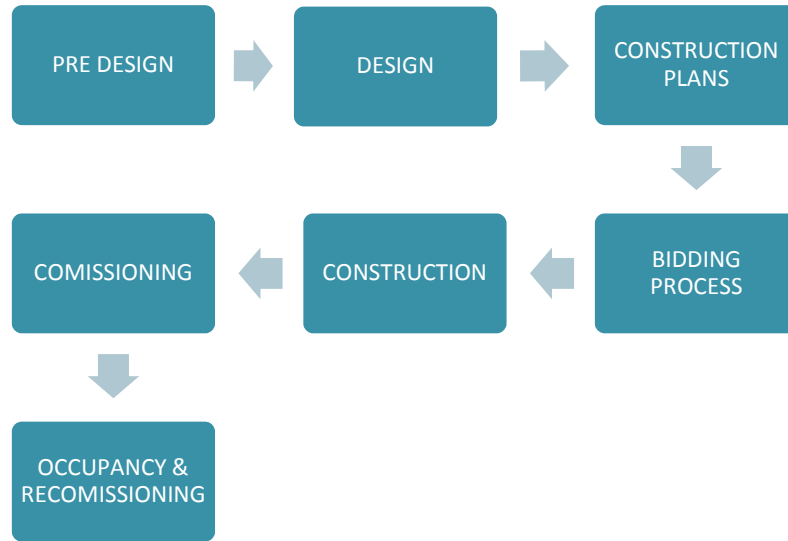 PRE DESIGN
DESIGN
CONSTRUCTION
PLANS
BIDDING
PROCESS
CONSTRUCTION
COMISSIONING
OCCUPANCY &
RECOMISSIONING